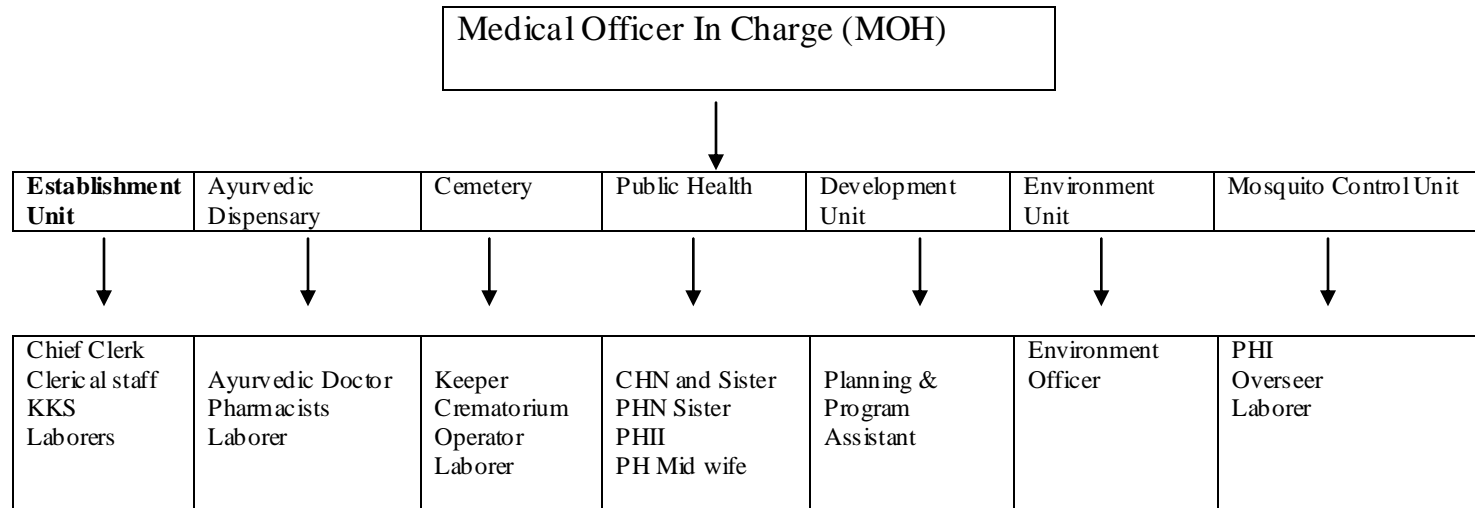 Medical Officer In Charge (MOH)
Establishment
Unit
Ayurvedic
Dispensary
Cemetery
Public Health
Development
Unit
Environment
Unit
Mosquito Control Unit
Chief Clerk
Clerical staff
KKS
Laborers
Ayurvedic Doctor
Pharmacists
Laborer
Keeper
Crematorium
Operator
Laborer
CHN and Sister
PHN Sister
PHII
PH Mid wife
Planning &
Program
Assistant
Environment
Officer
PHI
Overseer
Laborer